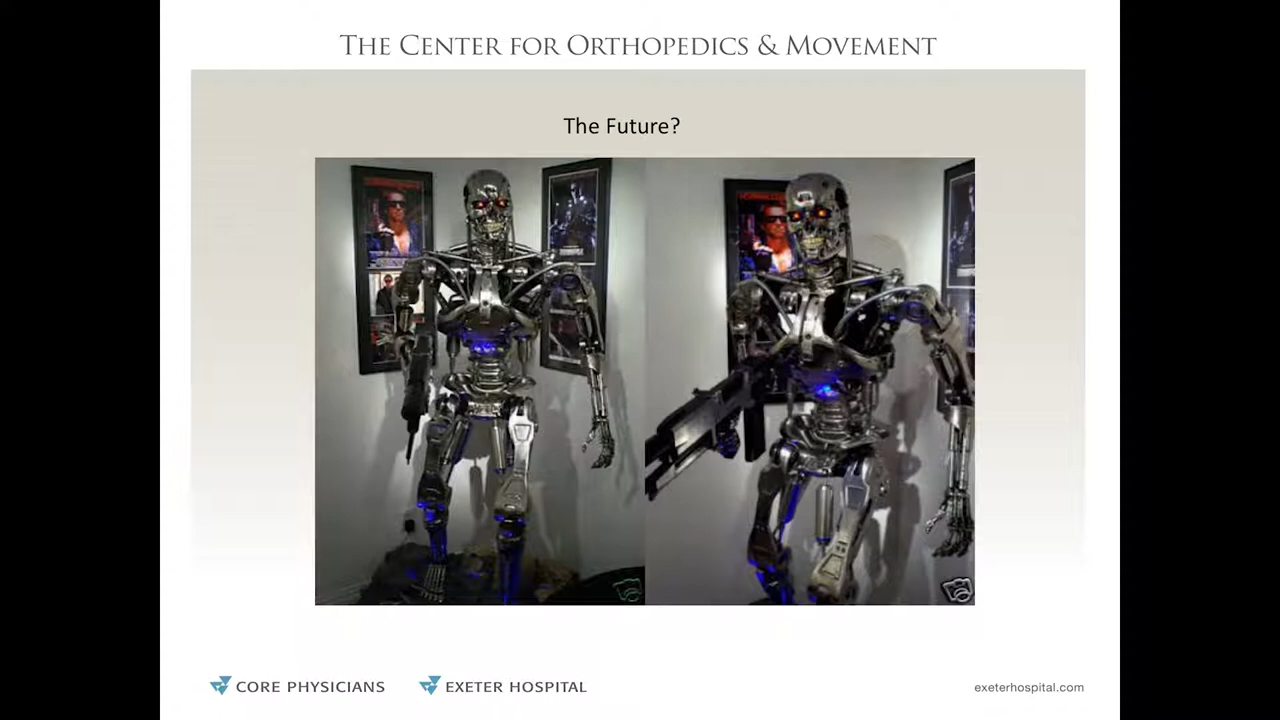 THE CENTER FOR ORTHOPEDICS & MOVEMENT
The Future?
CORE PHYSICIANS
EXETER HOSPITAL
exeterhospital.com